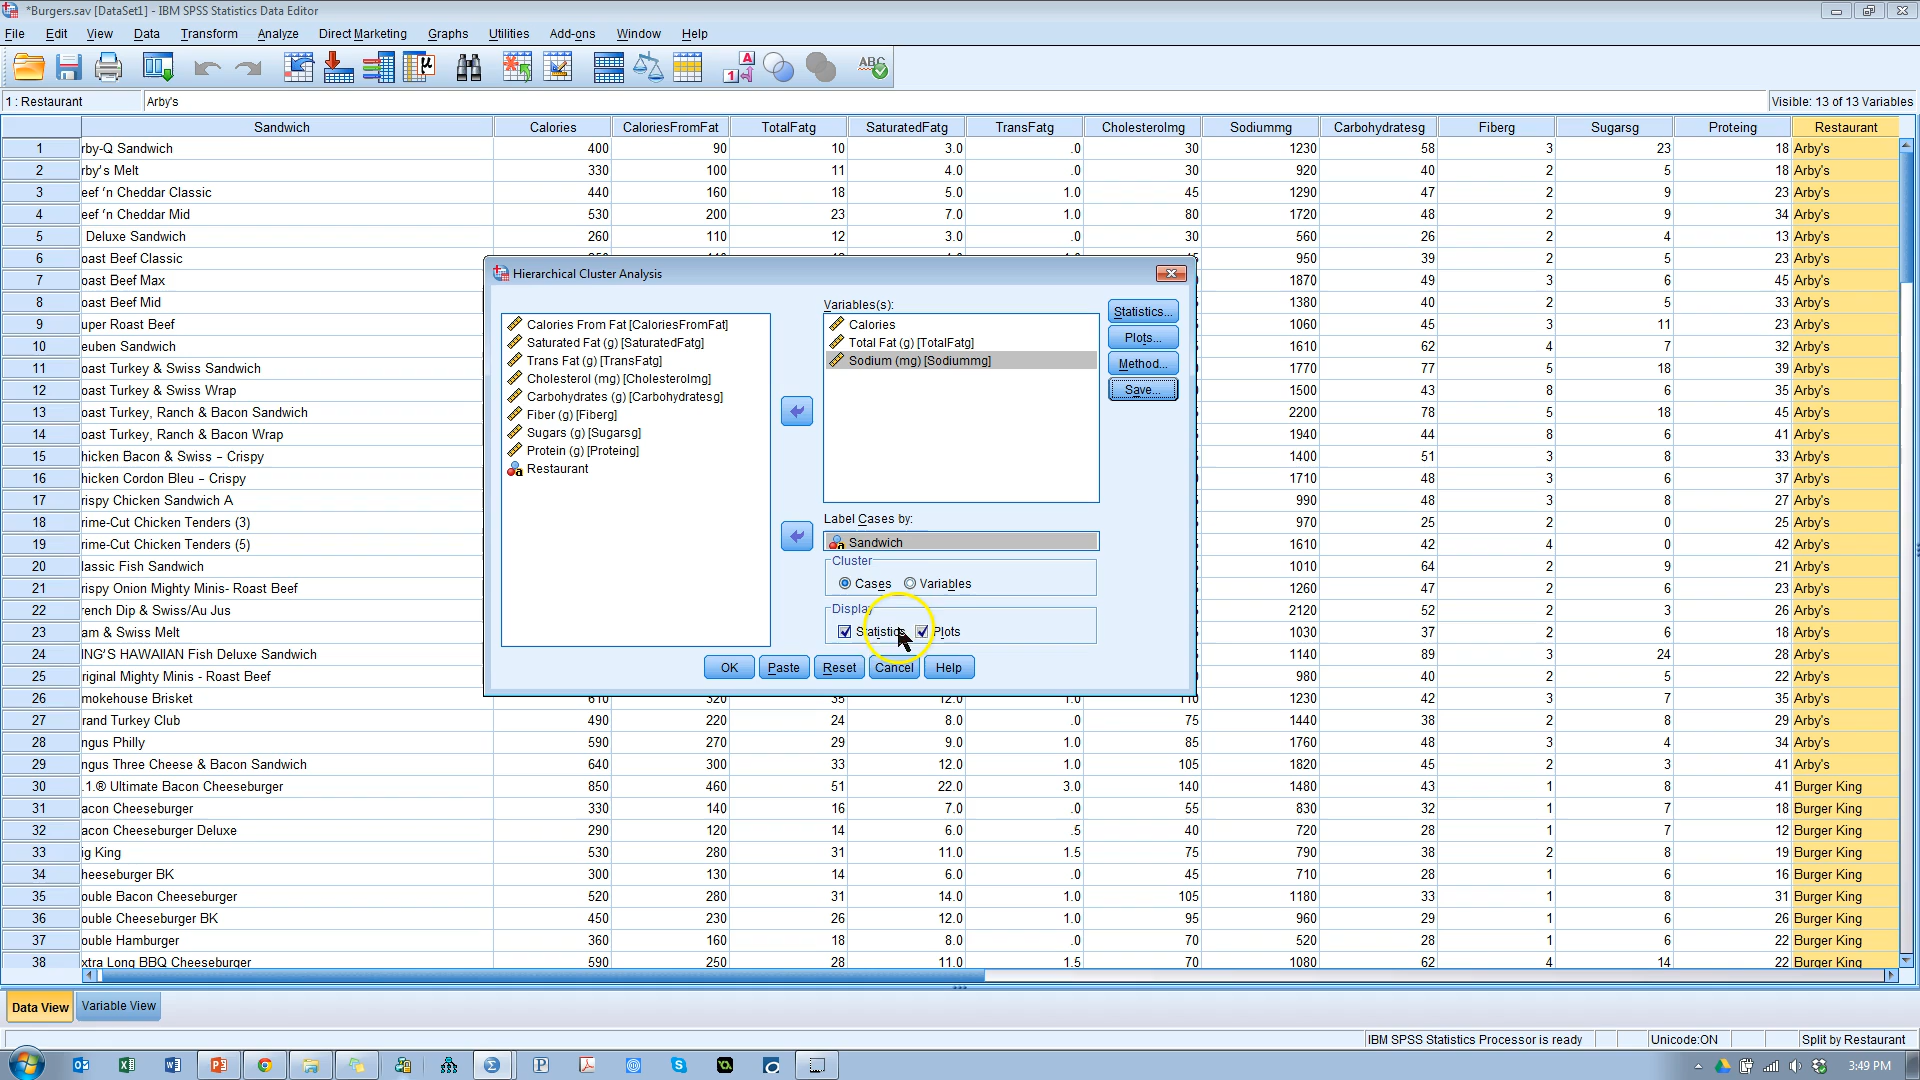 *Burgers.sav [DataSet1] - IBM SPSS Statistics Data Editor
File Edit View Data Transform Analyze Direct Marketing Graphs Utilities Add-ons Window Help
1 : Restaurant Arby's Visible: 13 of 13 Variables
Sandwich Calories CaloriesFromFat TotalFatg SaturatedFatg TransFatg Cholesterolmg Sodiummg Carbohydratesg Fiberg Sugarsg Proteing Restaurant
1 rby-Q Sandwich 400 90 10 3.0 .0 30 1230 58 3 23 18 Arby's
2 rby's Melt 330 100 11 4.0 .0 30 920 40 2 5 18 Arby's
3 eef 'n Cheddar Classic 440 160 18 5.0 1.0 45 1290 47 2 9 23 Arby's
4 eef 'n Cheddar Mid 530 200 23 7.0 1.0 80 1720 48 2 9 34 Arby's
5 Deluxe Sandwich 260 110 12 3.0 .0 30 560 26 2 4 13 Arby's
6 oast Beef Classic 950 39 2 5 23 Arby's
7 oast Beef Max 1870 49 3 6 45 Arby's
8 oast Beef Mid 1380 40 2 5 33 Arby's
9 uper Roast Beef 1060 45 3 11 23 Arby's
10 euben Sandwich 1610 62 4 7 32 Arby's
11 oast Turkey & Swiss Sandwich 1770 77 5 18 39 Arby's
12 oast Turkey & Swiss Wrap 1500 43 8 6 35 Arby's
13 oast Turkey, Ranch & Bacon Sandwich 2200 78 5 18 45 Arby's
14 oast Turkey, Ranch & Bacon Wrap 1940 44 8 6 41 Arby's
15 hicken Bacon & Swiss – Crispy 1400 51 3 8 33 Arby's
16 hicken Cordon Bleu – Crispy 1710 48 3 6 37 Arby's
17 rispy Chicken Sandwich A 990 48 3 8 27 Arby's
18 rime-Cut Chicken Tenders (3) 970 25 2 0 25 Arby's
19 rime-Cut Chicken Tenders (5) 1610 42 4 0 42 Arby's
20 lassic Fish Sandwich 1010 64 2 9 21 Arby's
21 rispy Onion Mighty Minis- Roast Beef 1260 47 2 6 23 Arby's
22 rench Dip & Swiss/Au Jus 2120 52 2 3 26 Arby's
23 am & Swiss Melt 1030 37 2 6 18 Arby's
24 ING'S HAWAIIAN Fish Deluxe Sandwich 1140 89 3 24 28 Arby's
25 riginal Mighty Minis - Roast Beef 980 40 2 5 22 Arby's
26 mokehouse Brisket 610 320 35 12.0 1.0 110 1230 42 3 7 35 Arby's
27 rand Turkey Club 490 220 24 8.0 .0 75 1440 38 2 8 29 Arby's
28 ngus Philly 590 270 29 9.0 1.0 85 1760 48 3 4 34 Arby's
29 ngus Three Cheese & Bacon Sandwich 640 300 33 12.0 1.0 105 1820 45 2 3 41 Arby's
30 .1.® Ultimate Bacon Cheeseburger 850 460 51 22.0 3.0 140 1480 43 1 8 41 Burger King
31 acon Cheeseburger 330 140 16 7.0 .0 55 830 32 1 7 18 Burger King
32 acon Cheeseburger Deluxe 290 120 14 6.0 .5 40 720 28 1 7 12 Burger King
33 ig King 530 280 31 11.0 1.5 75 790 38 2 8 19 Burger King
34 heeseburger BK 300 130 14 6.0 .0 45 710 28 1 6 16 Burger King
35 ouble Bacon Cheeseburger 520 280 31 14.0 1.0 105 1180 33 1 8 31 Burger King
36 ouble Cheeseburger BK 450 230 26 12.0 1.0 95 960 29 1 6 26 Burger King
37 ouble Hamburger 360 160 18 8.0 .0 70 520 28 1 6 22 Burger King
38 xtra Long BBQ Cheeseburger 590 250 28 11.0 1.5 70 1080 62 4 14 22 Burger King
Hierarchical Cluster Analysis
Calories From Fat [CaloriesFromFat]
Saturated Fat (g) [SaturatedFatg]
Trans Fat (g) [TransFatg]
Cholesterol (mg) [Cholesterolmg]
Carbohydrates (g) [Carbohydratesg]
Fiber (g) [Fiberg]
Sugars (g) [Sugarsg]
Protein (g) [Proteing]
Restaurant
Variables(s):
Calories
Total Fat (g) [TotalFatg]
Sodium (mg) [Sodiummg]
Label Cases by:
Sandwich
Cluster
Cases Variables
Display
Statistics Plots
Statistics...
Plots...
Method...
Save...
OK Paste Reset Cancel Help
Data View Variable View
IBM SPSS Statistics Processor is ready Unicode:ON Split by Restaurant
3:49 PM